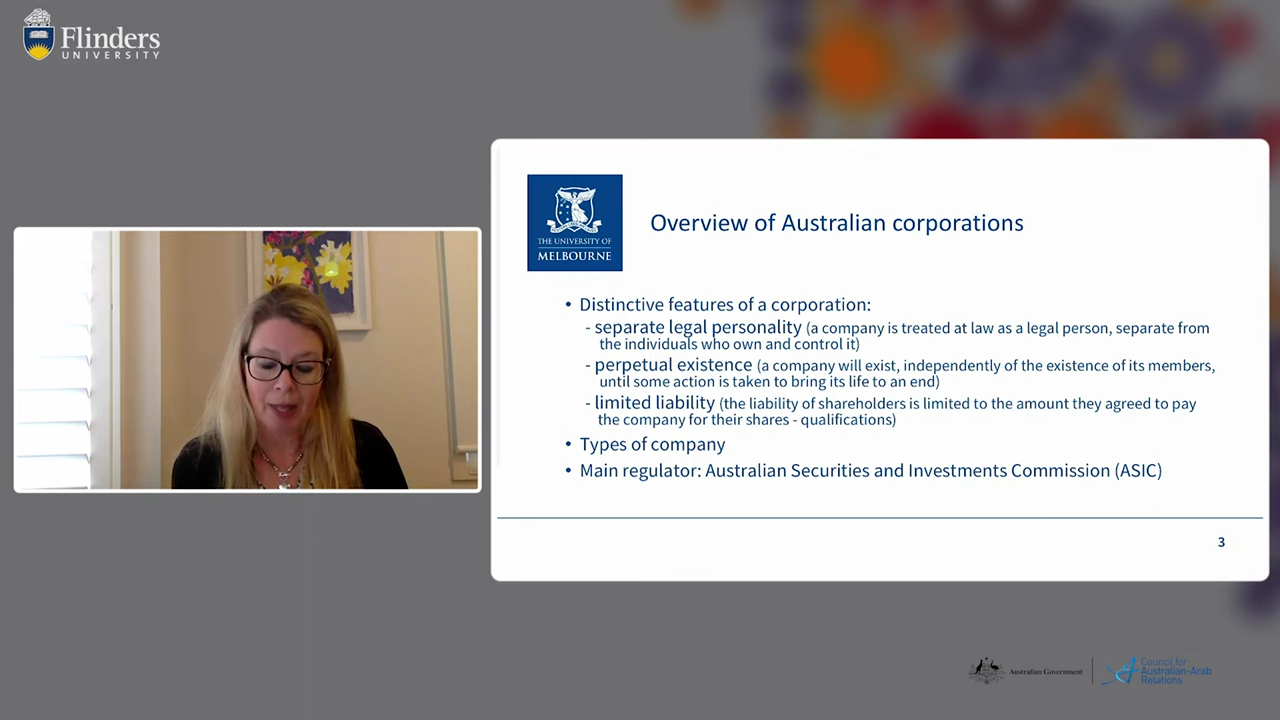 Flinders
UNIVERSITY
THE UNIVERSITY OF
MELBOURNE
Overview of Australian corporations
• Distinctive features of a corporation:
- separate legal personality (a company is treated at law as a legal person, separate from
the individuals who own and control it)
- perpetual existence (a company will exist, independently of the existence of its members,
until some action is taken to bring its life to an end)
- limited liability (the liability of shareholders is limited to the amount they agreed to pay
the company for their shares - qualifications)
• Types of company
• Main regulator: Australian Securities and Investments Commission (ASIC)
3
Australian Government
Council for
Australian-Arab
Relations